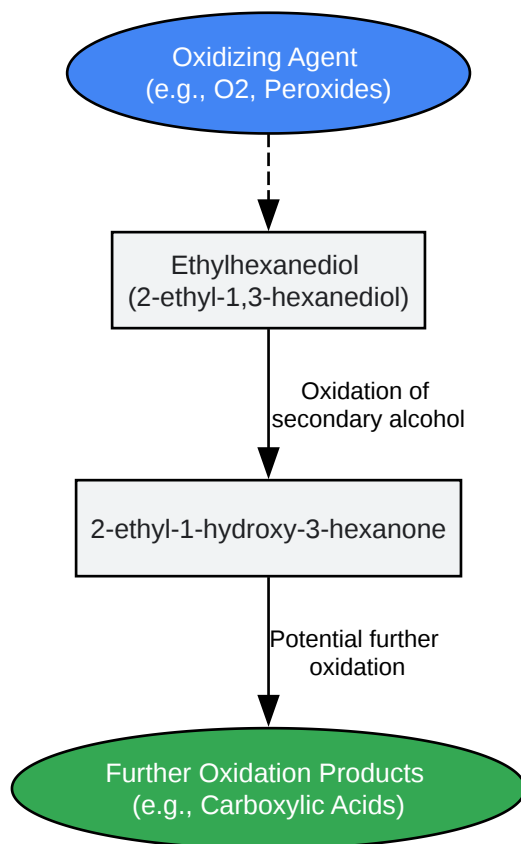 Oxidizing Agent
(e.g., O2, Peroxides)
Ethylhexanediol
(2-ethyl-1,3-hexanediol)
Oxidation of
secondary alcohol
2-ethyl-1-hydroxy-3-hexanone
Potential further
oxidation
Further Oxidation Products
(e.g., Carboxylic Acids)